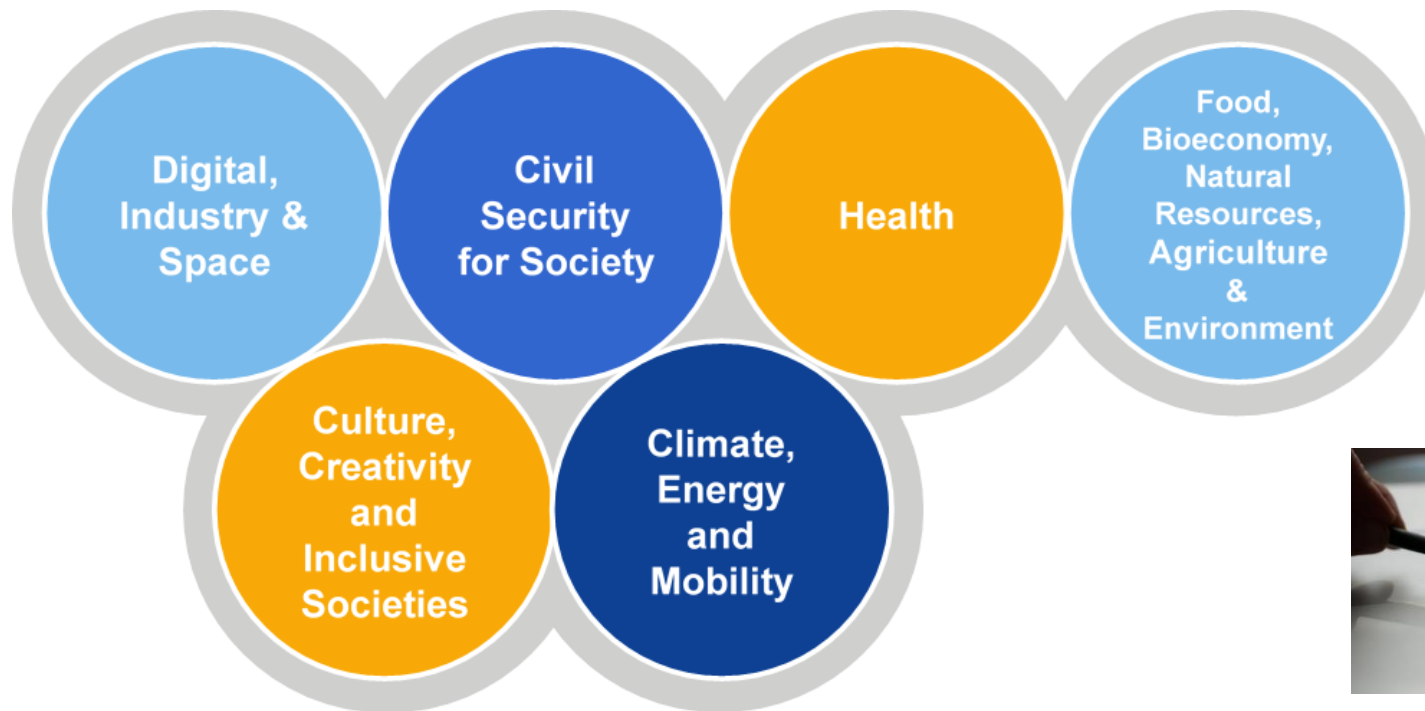 Digital,
Industry &
Space
Civil
Security
for Society
Health
Food,
Bioeconomy,
Natural
Resources,
Agriculture
&
Environment
Culture,
Creativity
and
Inclusive
Societies
Climate,
Energy
and
Mobility